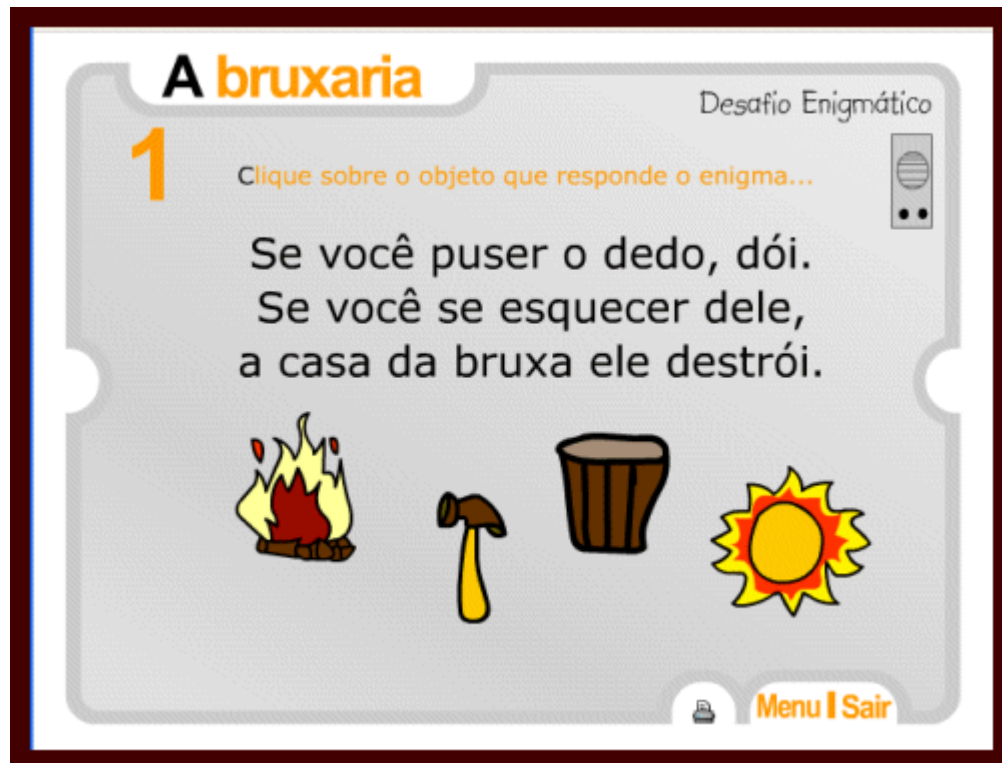 A bruxaria
Desafio Enigmático
1
Clique sobre o objeto que responde o enigma...
Se você puser o dedo, dói.
Se você se esquecer dele,
a casa da bruxa ele destrói.
Menu | Sair